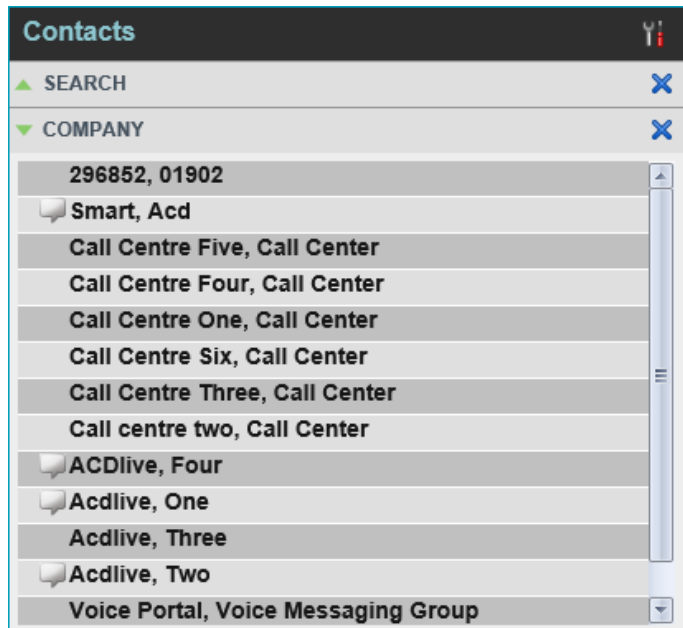 Contacts
SEARCH
COMPANY
296852, 01902
Smart, Acd
Call Centre Five, Call Center
Call Centre Four, Call Center
Call Centre One, Call Center
Call Centre Six, Call Center
Call Centre Three, Call Center
Call centre two, Call Center
ACDlive, Four
Acdlive, One
Acdlive, Three
Acdlive, Two
Voice Portal, Voice Messaging Group